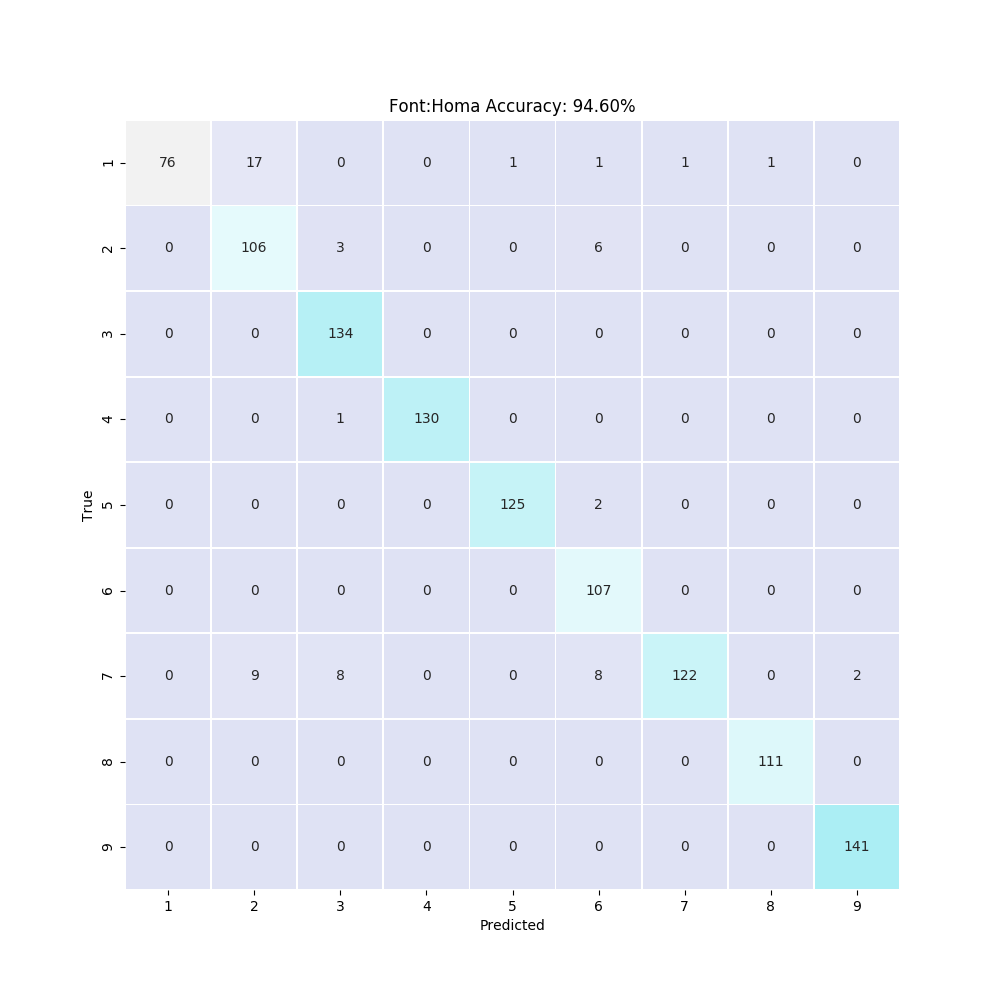 Font:Homa Accuracy: 94.60%
1 76 17 0 0 1 1 1 1 0
2 0 106 3 0 0 6 0 0 0
3 0 0 134 0 0 0 0 0 0
4 0 0 1 130 0 0 0 0 0
5 0 0 0 0 125 2 0 0 0
6 0 0 0 0 0 107 0 0 0
7 0 9 8 0 0 8 122 0 2
8 0 0 0 0 0 0 0 111 0
9 0 0 0 0 0 0 0 0 141
True
1 2 3 4 5 6 7 8 9
Predicted